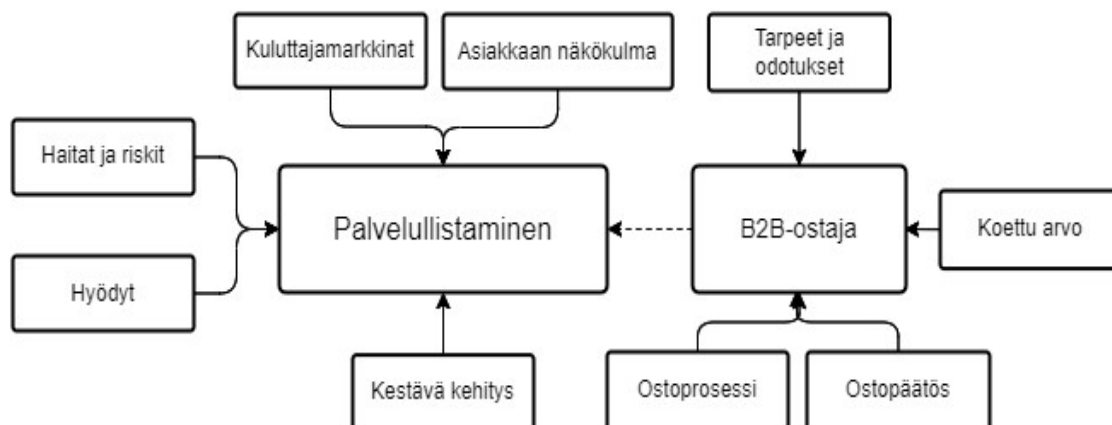 Kuluttajamarkkinat
Asiakkaan näkökulma
Tarpeet ja
odotukset
Haitat ja riskit
Palvelullistaminen
B2B-ostaja
Koettu arvo
Hyödyt
Kestävä kehitys
Ostoprosessi
Ostopäätös